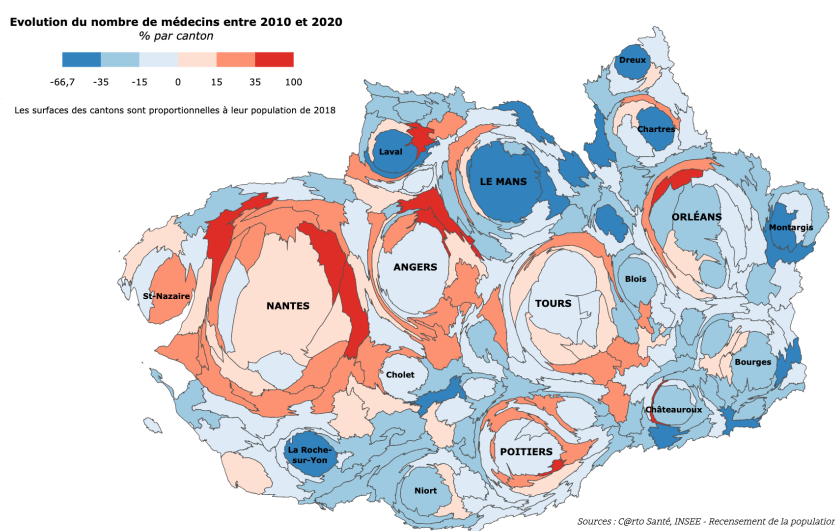 Evolution du nombre de médecins entre 2010 et 2020
% par canton
-66,7 -35 -15 0 15 35 100
Les surfaces des cantons sont proportionnelles à leur population de 2018
Dreux
Chartres
Laval
LE MANS
ORLÉANS
Montargis
ANGERS
Blois
St-Nazaire
NANTES
TOURS
Bourges
Cholet
Châteauroux
La Roche-
sur-Yon
POITIERS
Niort
Sources : C@rto Santé, INSEE - Recensement de la population